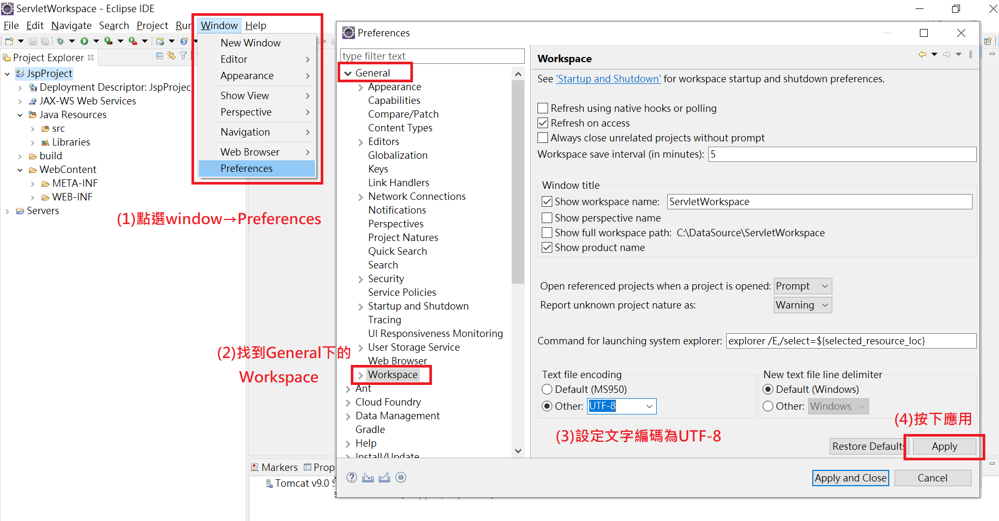 ServletWorkspace - Eclipse IDE
File Edit Navigate Search Project Run Window Help
Project Explorer
JspProject
Deployment Descriptor: JspProject
JAX-WS Web Services
Java Resources
src
Libraries
build
WebContent
META-INF
WEB-INF
Servers
New Window
Editor
Appearance
Show View
Perspective
Navigation
Web Browser
Preferences
(1)點選window→Preferences
(2)找到General下的
Workspace
Preferences
type filter text
General
Appearance
Capabilities
Compare/Patch
Content Types
Editors
Globalization
Keys
Link Handlers
Network Connections
Notifications
Perspectives
Project Natures
Quick Search
Search
Security
Service Policies
Startup and Shutdown
Tracing
UI Responsiveness Monitoring
User Storage Service
Web Browser
Workspace
Ant
Cloud Foundry
Data Management
Gradle
Help
Install/Update
Workspace
See 'Startup and Shutdown' for workspace startup and shutdown preferences.
Refresh using native hooks or polling
Refresh on access
Always close unrelated projects without prompt
Workspace save interval (in minutes): 5
Window title
Show workspace name: ServletWorkspace
Show perspective name
Show full workspace path: C:\DataSource\ServletWorkspace
Show product name
Open referenced projects when a project is opened: Prompt
Report unknown project nature as: Warning
Command for launching system explorer: explorer /E,/select=${selected_resource_loc}
Text file encoding
Default (MS950)
Other: UTF-8
New text file line delimiter
Default (Windows)
Other: Windows
(3)設定文字編碼為UTF-8
(4)按下應用
Restore Defaults Apply
Apply and Close Cancel
Markers Prop
Tomcat v9.0